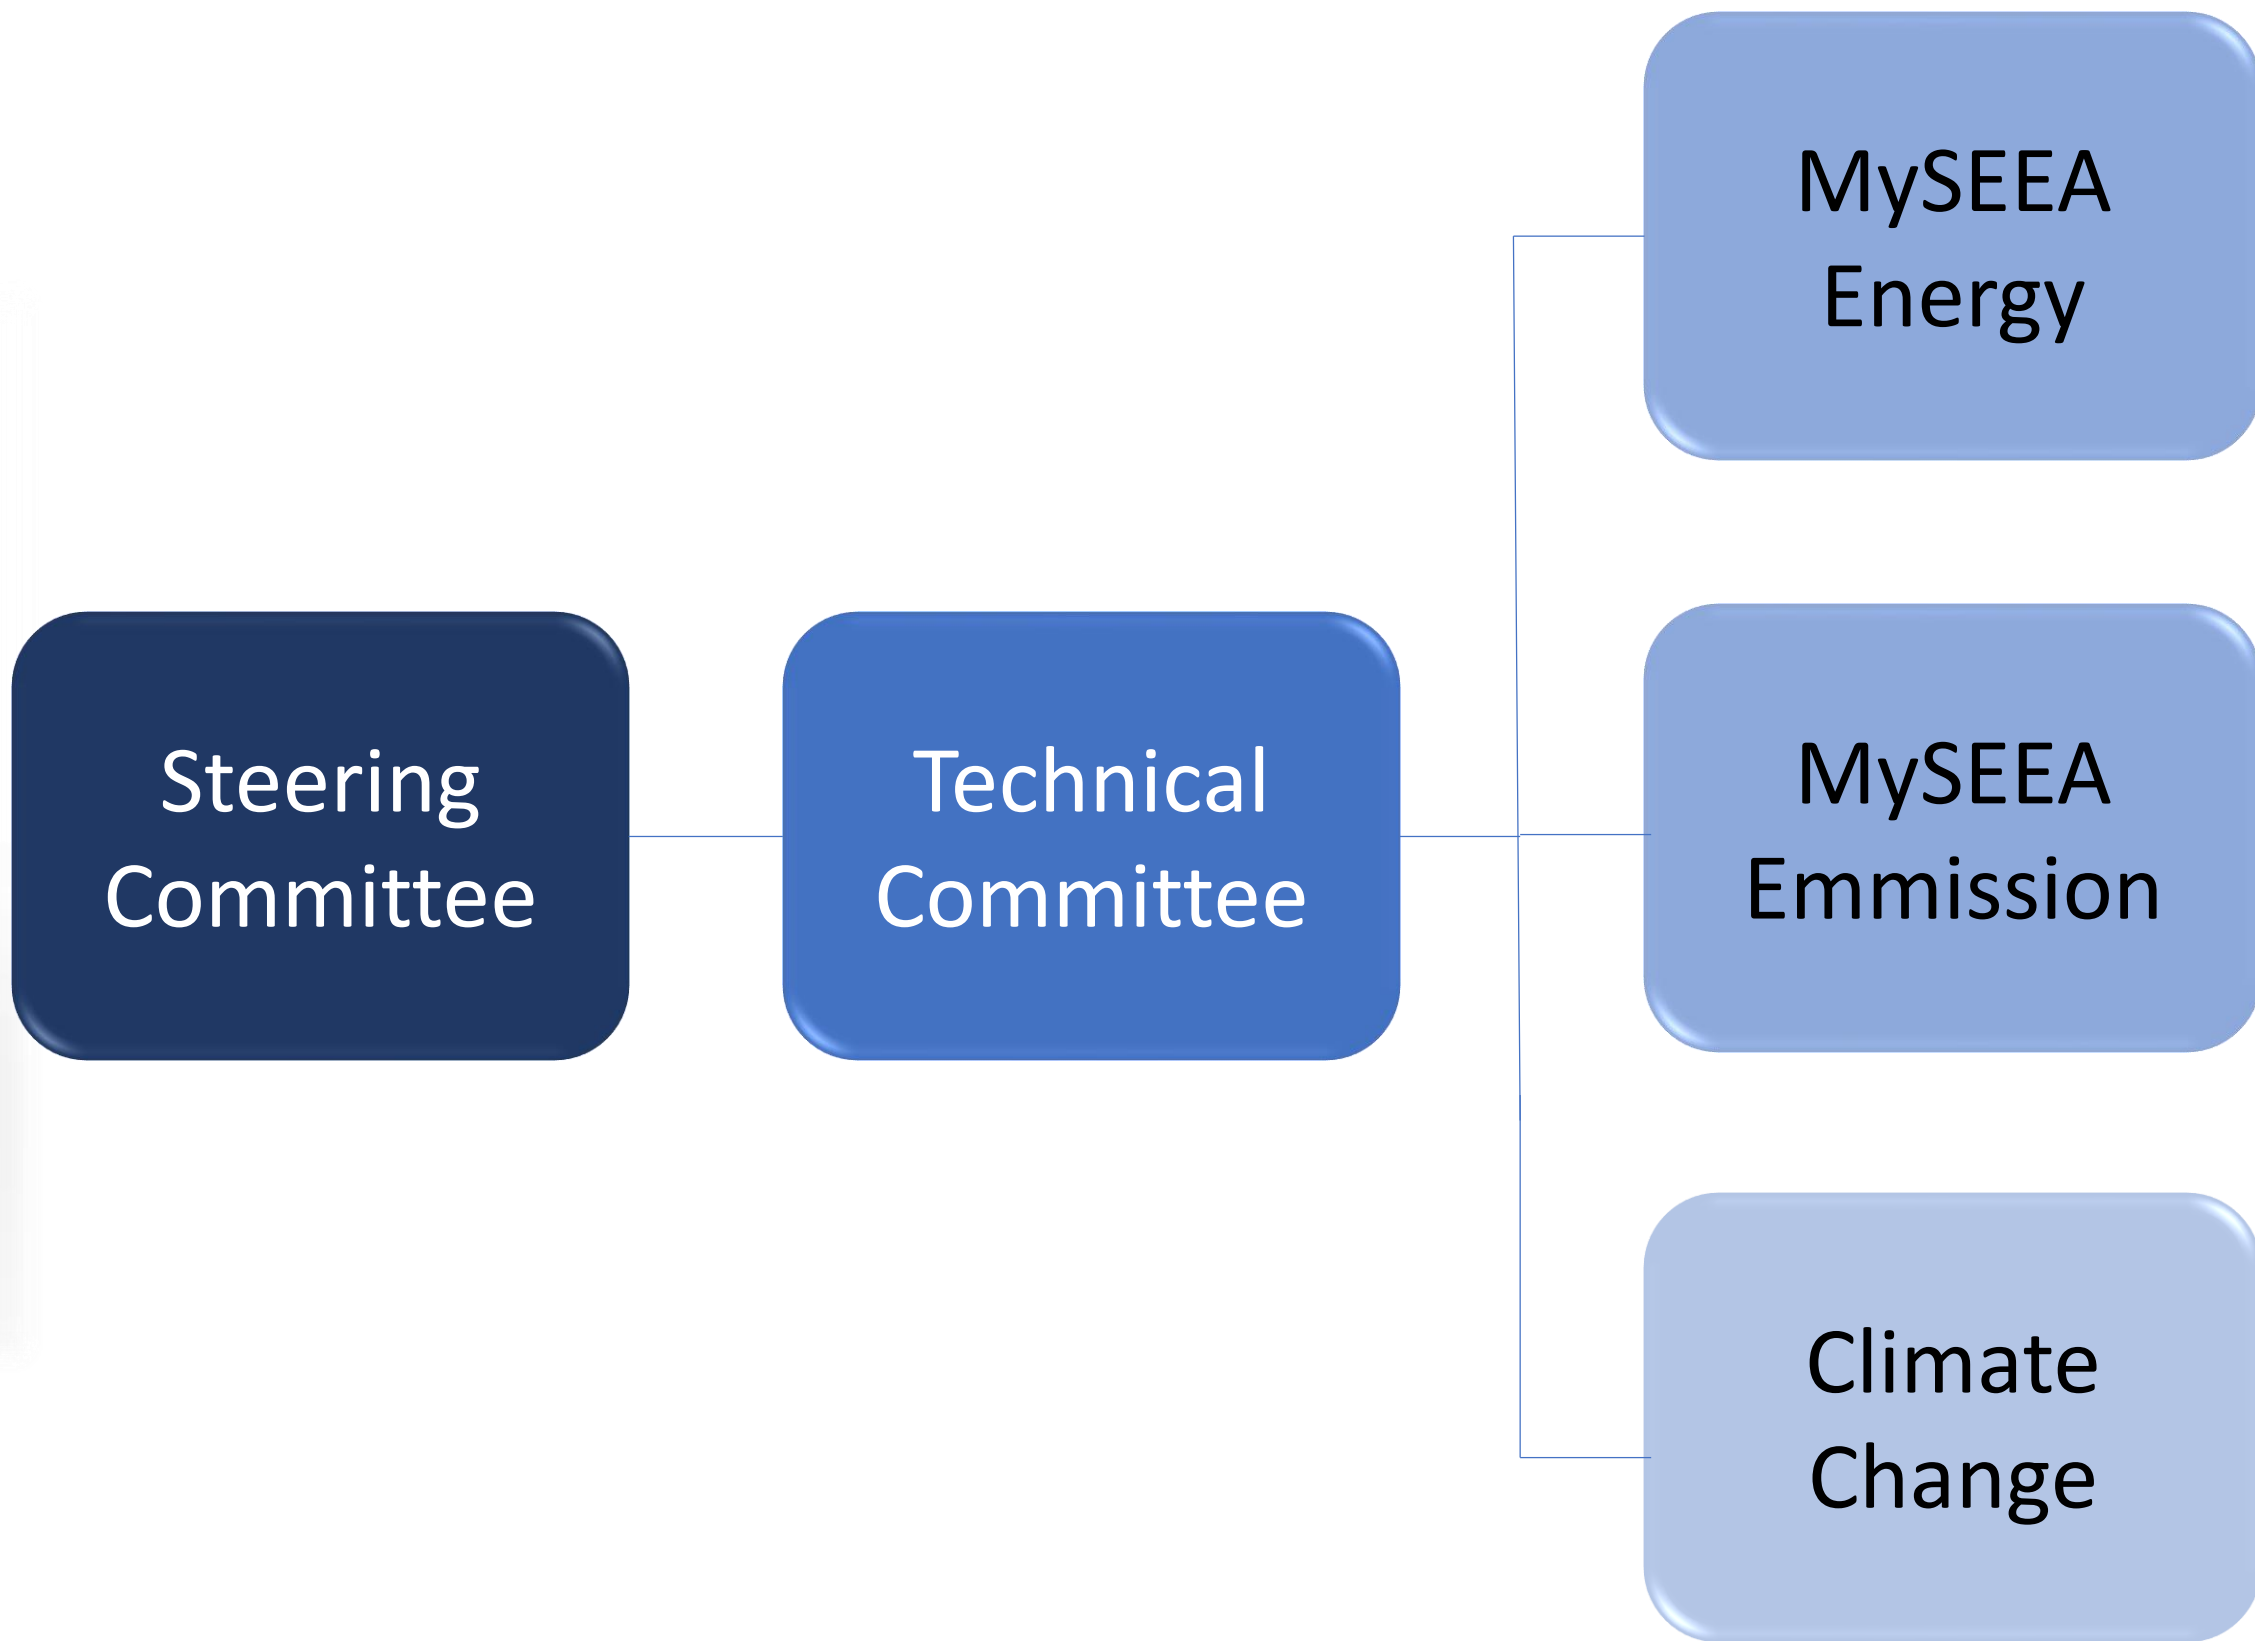 Steering
Committee
Technical
Committee
MySEEA
Energy
MySEEA
Emmission
Climate
Change